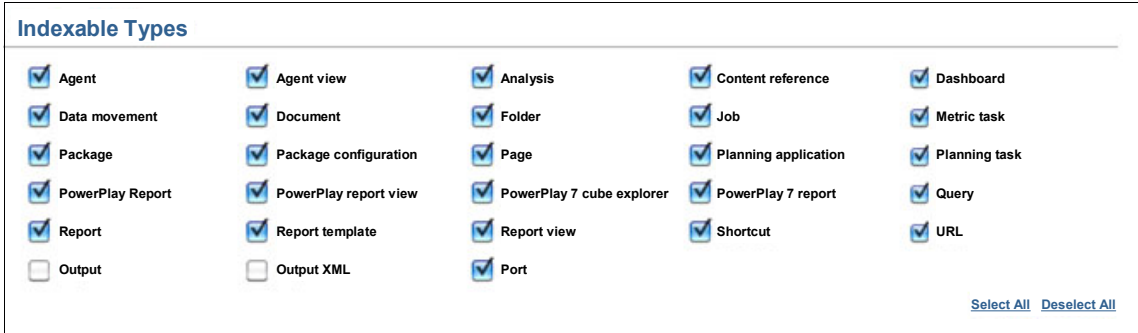 Indexable Types
Agent Agent view Analysis Content reference Dashboard
Data movement Document Folder Job Metric task
Package Package configuration Page Planning application Planning task
PowerPlay Report PowerPlay report view PowerPlay 7 cube explorer PowerPlay 7 report Query
Report Report template Report view Shortcut URL
Output Output XML Port
Select All Deselect All